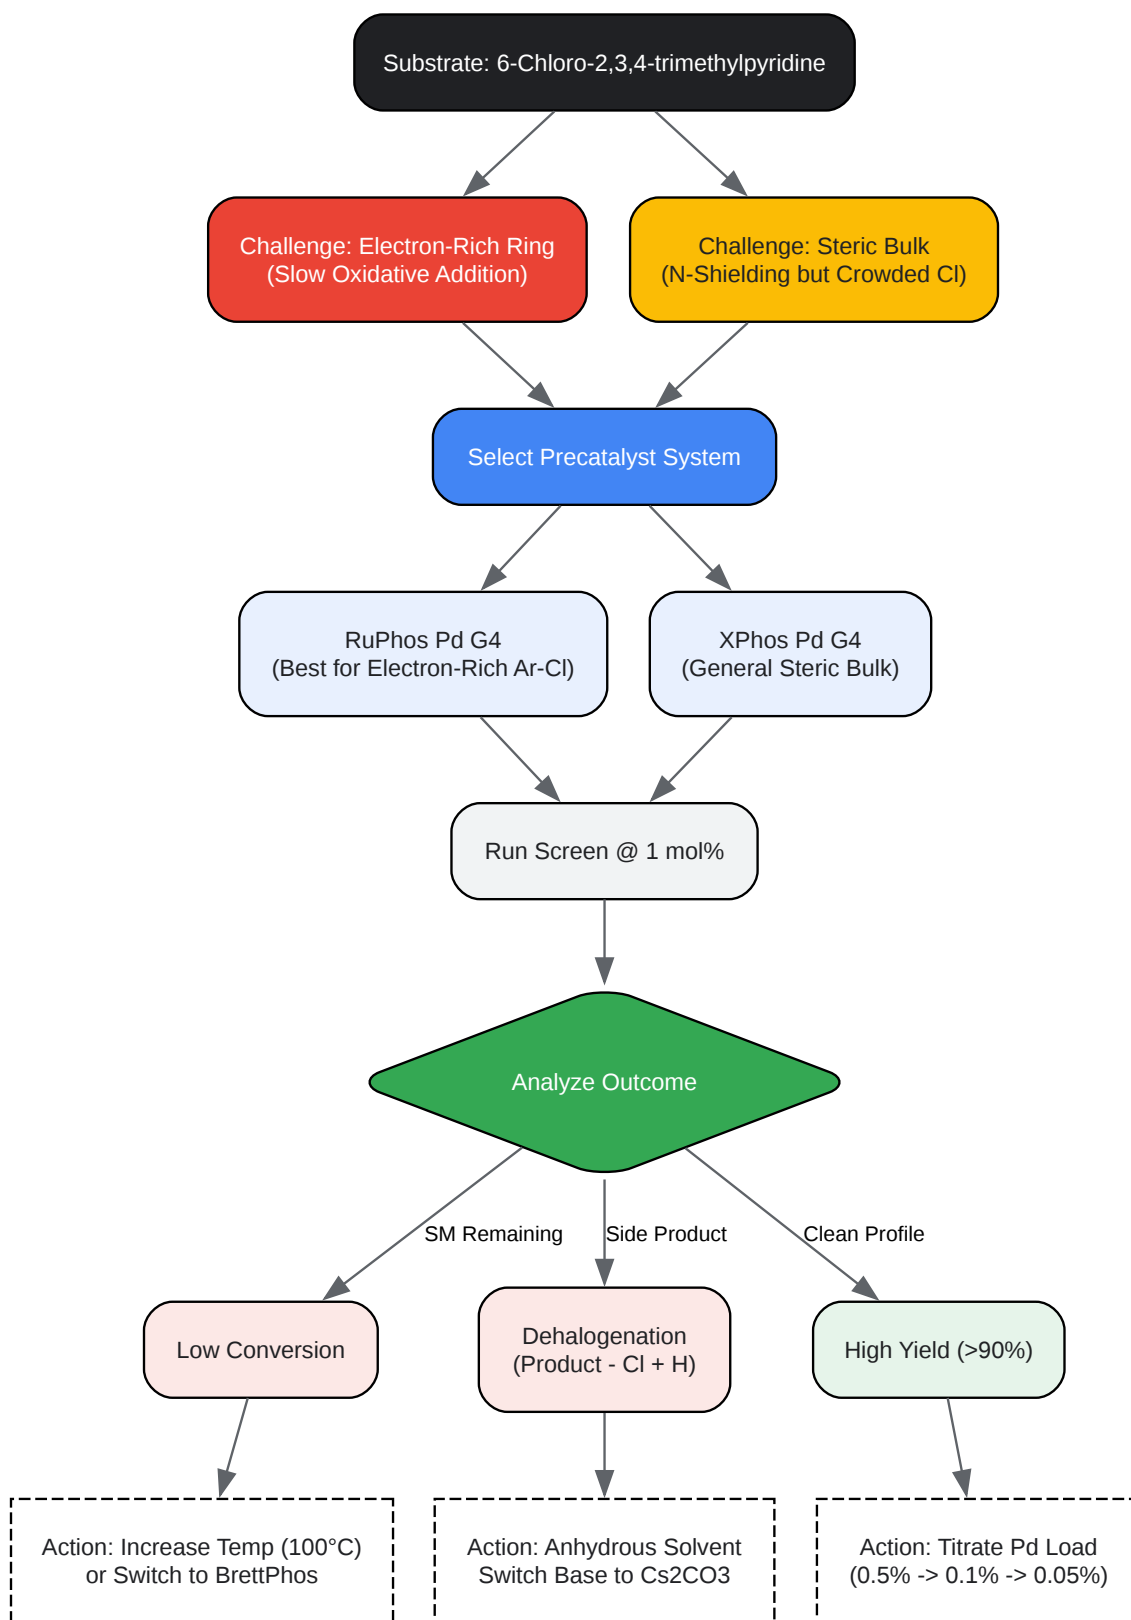 Substrate: 6-Chloro-2,3,4-trimethylpyridine
Challenge: Electron-Rich Ring
(Slow Oxidative Addition)
Challenge: Steric Bulk
(N-Shielding but Crowded Cl)
Select Precatalyst System
RuPhos Pd G4
(Best for Electron-Rich Ar-Cl)
XPhos Pd G4
(General Steric Bulk)
Run Screen @ 1 mol%
Analyze Outcome
SM Remaining
Side Product
Clean Profile
Low Conversion
Dehalogenation
(Product - Cl + H)
High Yield (>90%)
Action: Increase Temp (100°C)
or Switch to BrettPhos
Action: Anhydrous Solvent
Switch Base to Cs2CO3
Action: Titrate Pd Load
(0.5% -> 0.1% -> 0.05%)